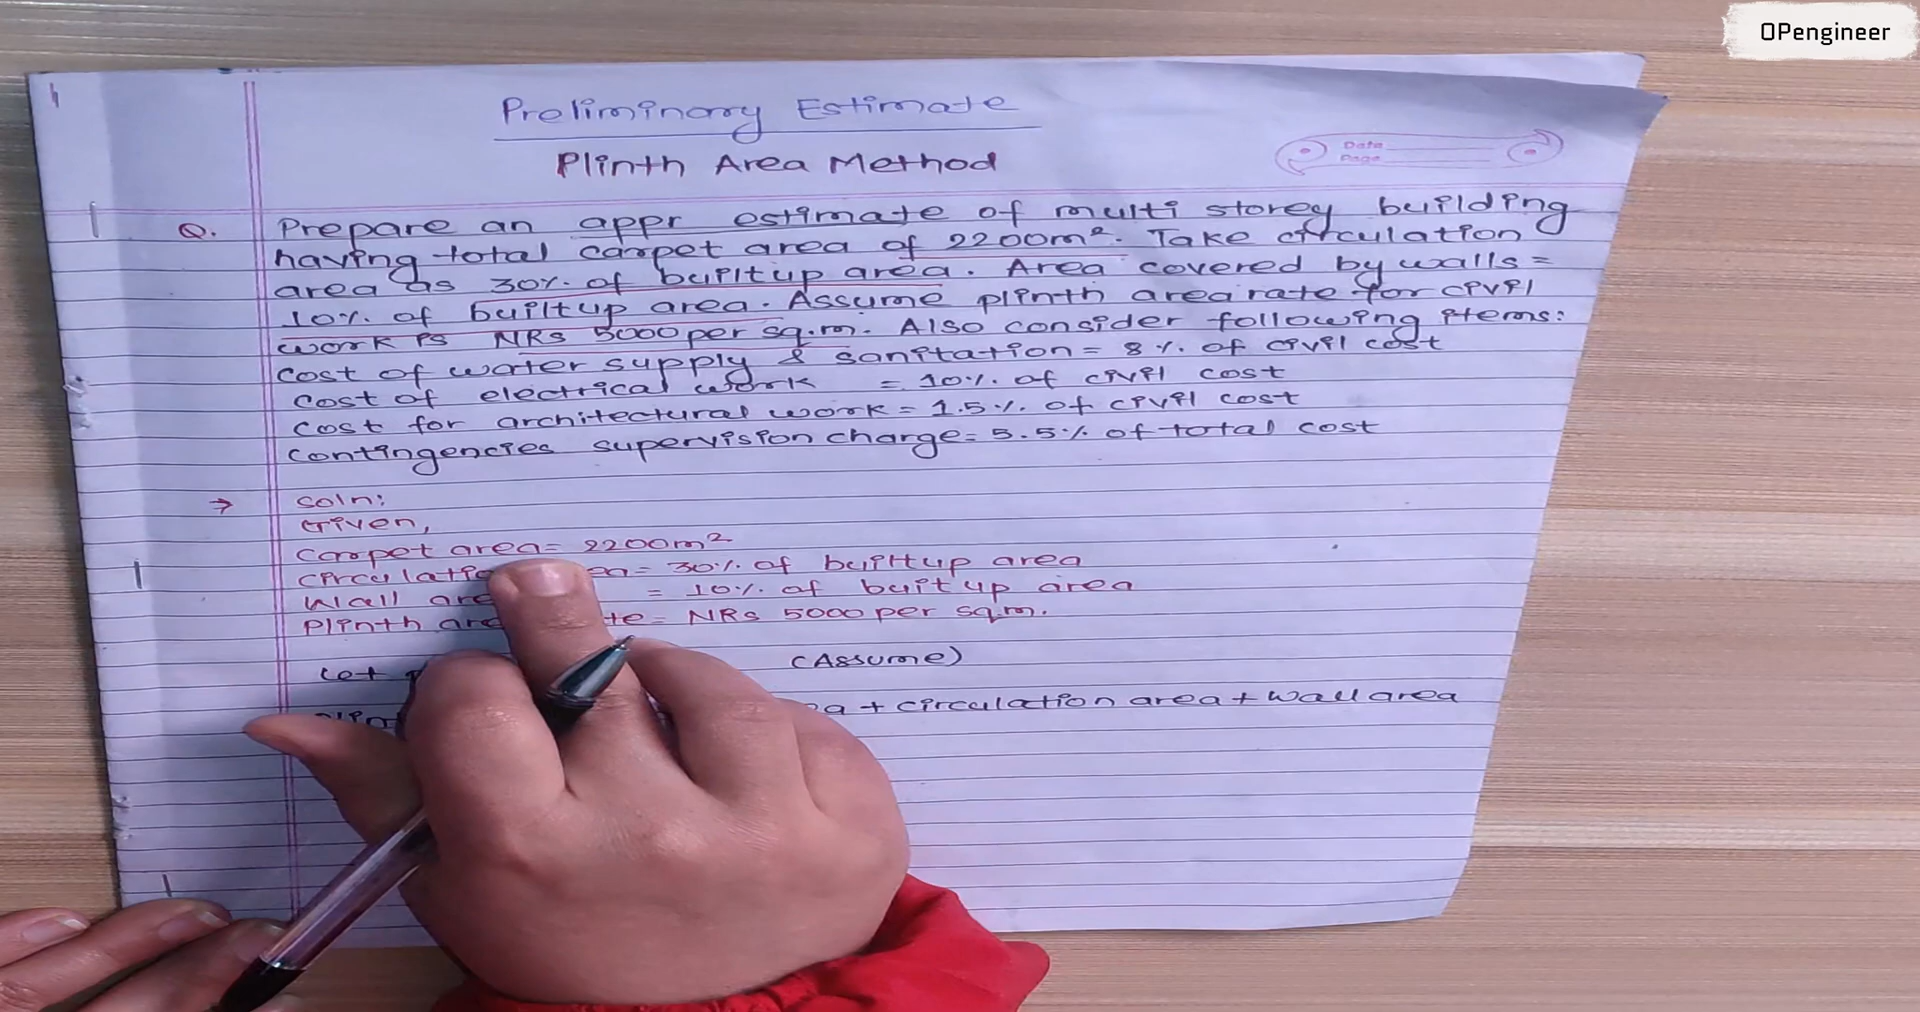 OPengineer
Preliminary Estimate
Plinth Area Method
Data
Page
Q. Prepare an appr estimate of multi storey building
having total carpet area of 2200m². Take circulation
area as 30% of builtup area. Area covered by walls =
10% of builtup area. Assume plinth area rate for civil
work is NRs 5000 per sq.m. Also consider following items:
cost of water supply & sanitation = 8% of civil cost
cost of electrical work = 10% of civil cost
cost for architectural work = 1.5% of civil cost
contingencies supervision charge = 5.5% of total cost
→ Soln:
Given,
Carpet area = 2200m²
= 30% of builtup area
Wall = 10% of built up area
Plinth = NRs 5000 per sq.m.
Let (Assume)
+ circulation area + wall area